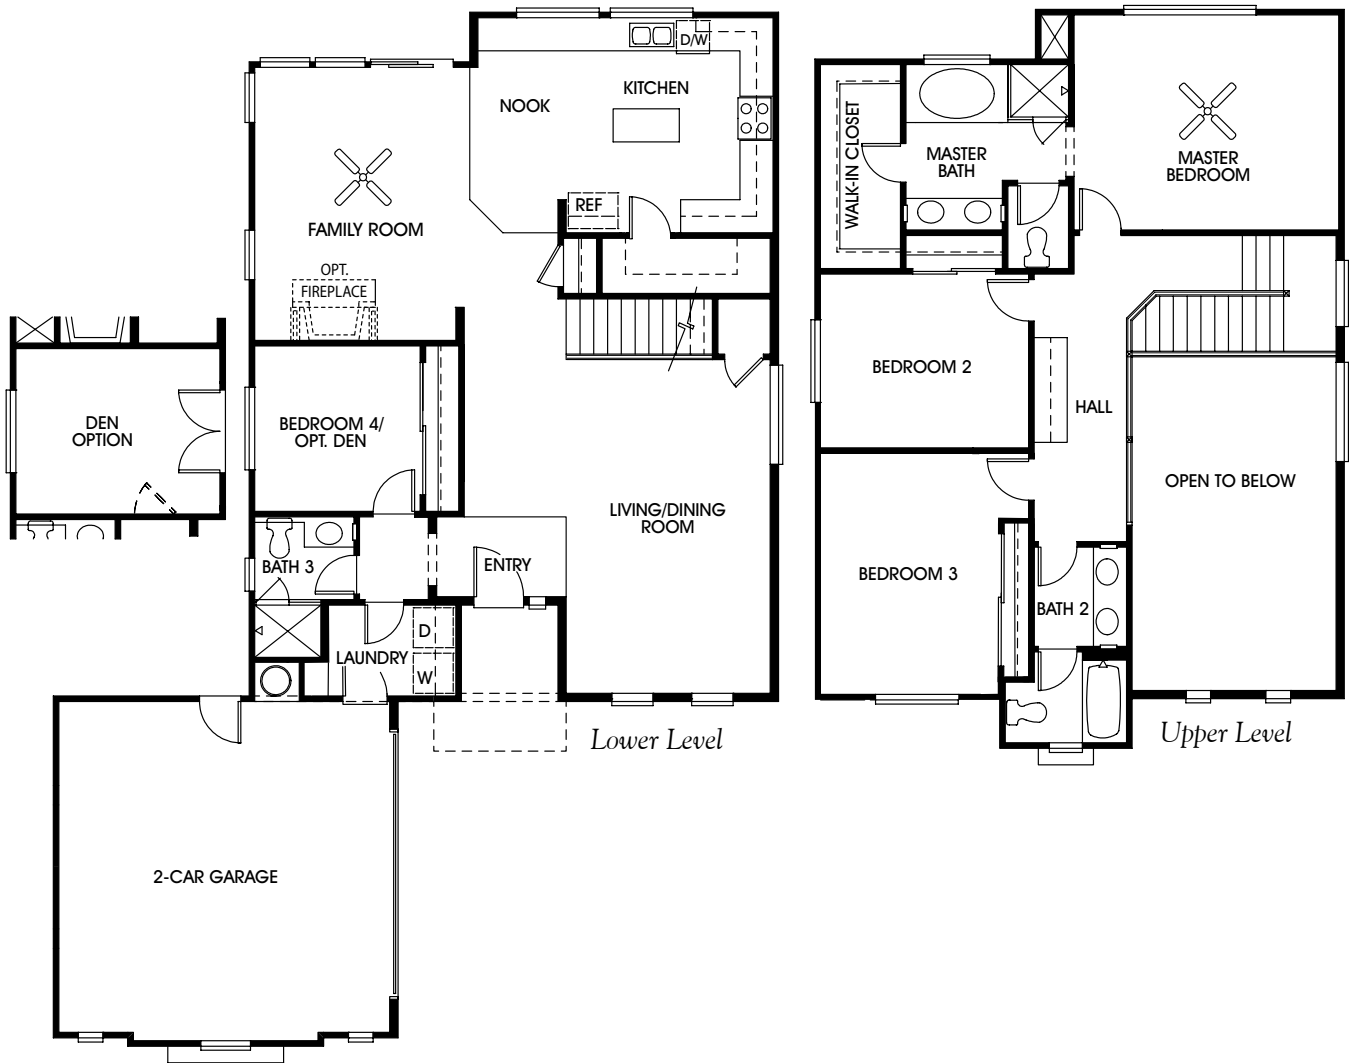 D/W
KITCHEN
NOOK
REF
FAMILY ROOM
OPT.
FIREPLACE
DEN
OPTION
BEDROOM 4/
OPT. DEN
LIVING/DINING
ROOM
BATH 3
ENTRY
D
LAUNDRY
W
Lower Level
2-CAR GARAGE
WALK-IN CLOSET
MASTER
BATH
MASTER
BEDROOM
BEDROOM 2
HALL
OPEN TO BELOW
BEDROOM 3
BATH 2
Upper Level